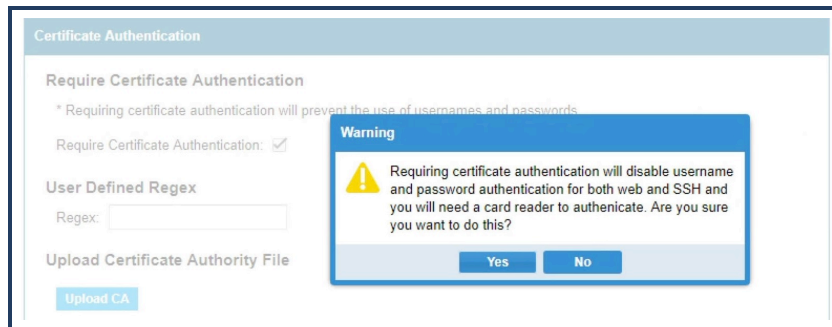 Certificate Authentication
Require Certificate Authentication
* Requiring certificate authentication will prevent the use of usernames and passwords
Require Certificate Authentication:
Warning
Requiring certificate authentication will disable username
and password authentication for both web and SSH and
you will need a card reader to authenicate. Are you sure
you want to do this?
Yes No
User Defined Regex
Regex:
Upload Certificate Authority File
Upload CA